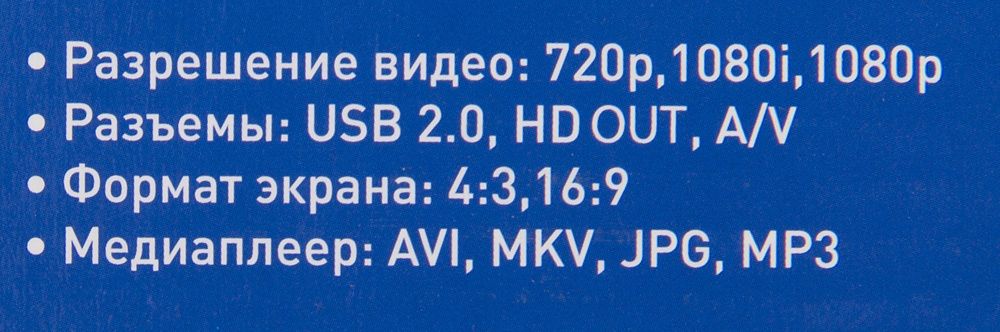 • Разрешение видео: 720p,1080i,1080p
• Разъемы: USB 2.0, HD OUT, A/V
• Формат экрана: 4:3,16:9
• Медиаплеер: AVI, MKV, JPG, MP3